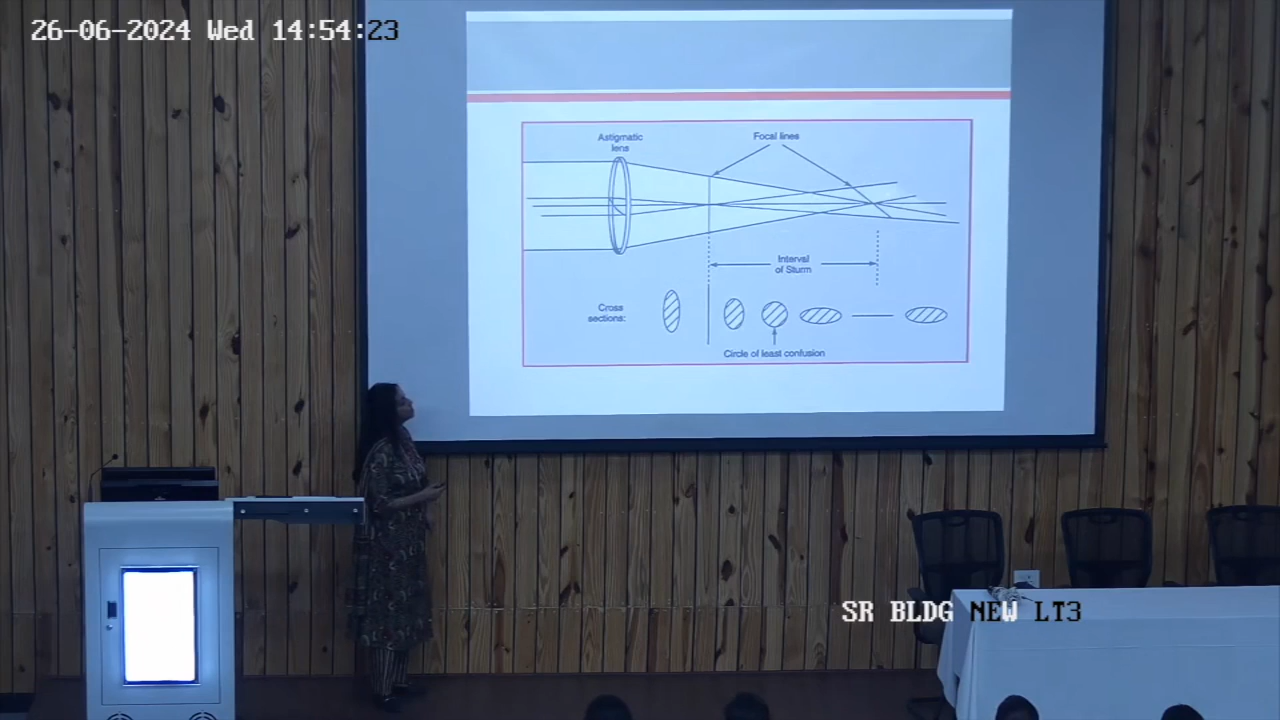 26-06-2024 Wed 14:54:23
Astigmatic
lens
Focal lines
Interval
of Sturm
Cross
sections:
Circle of least confusion
SR BLDG NEW LT3